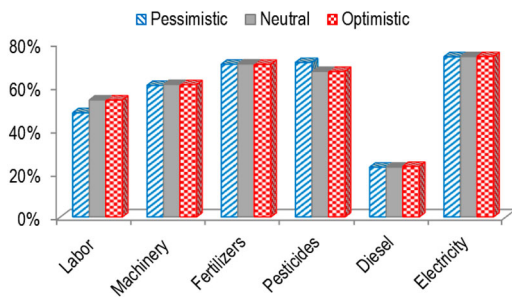 Pessimistic Neutral Optimistic
80%
60%
40%
20%
0%
Labor
Machinery
Fertilizers
Pesticides
Diesel
Electricity